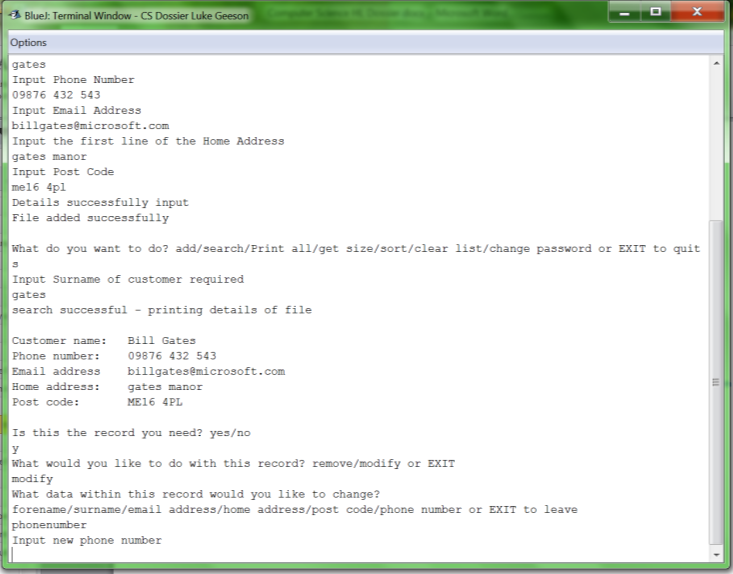 BlueJ: Terminal Window - CS Dossier Luke Geeson
Options
gates
Input Phone Number
09876 432 543
Input Email Address
billgates@microsoft.com
Input the first line of the Home Address
gates manor
Input Post Code
me16 4pl
Details successfully input
File added successfully
What do you want to do? add/search/Print all/get size/sort/clear list/change password or EXIT to quit
s
Input Surname of customer required
gates
search successful - printing details of file
Customer name: Bill Gates
Phone number: 09876 432 543
Email address billgates@microsoft.com
Home address: gates manor
Post code: ME16 4PL
Is this the record you need? yes/no
y
What would you like to do with this record? remove/modify or EXIT
modify
What data within this record would you like to change?
forename/surname/email address/home address/post code/phone number or EXIT to leave
phonenumber
Input new phone number